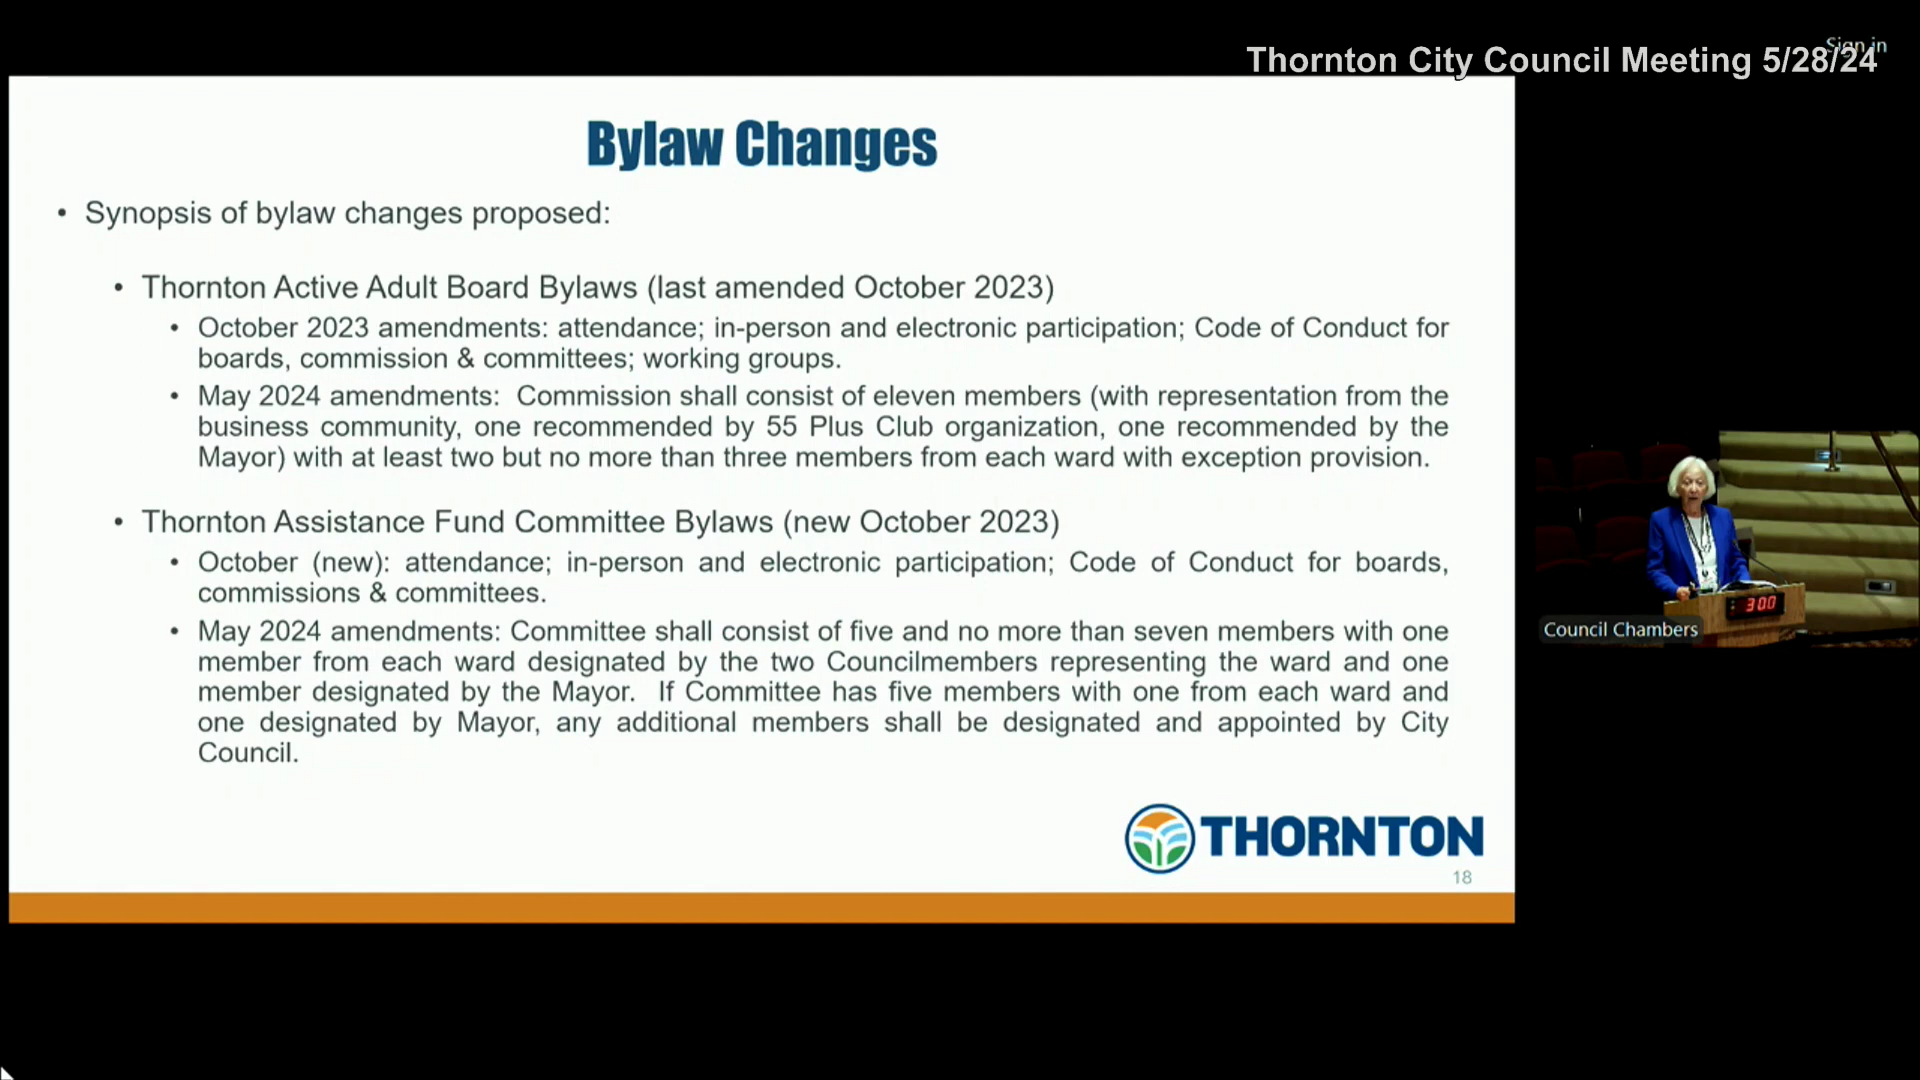 Sign in
Thornton City Council Meeting 5/28/24
Bylaw Changes
• Synopsis of bylaw changes proposed:
• Thornton Active Adult Board Bylaws (last amended October 2023)
• October 2023 amendments: attendance; in-person and electronic participation; Code of Conduct for
boards, commission & committees; working groups.
• May 2024 amendments:  Commission shall consist of eleven members (with representation from the
business community, one recommended by 55 Plus Club organization, one recommended by the
Mayor) with at least two but no more than three members from each ward with exception provision.
• Thornton Assistance Fund Committee Bylaws (new October 2023)
• October (new): attendance; in-person and electronic participation; Code of Conduct for boards,
commissions & committees.
• May 2024 amendments: Committee shall consist of five and no more than seven members with one
member from each ward designated by the two Councilmembers representing the ward and one
member designated by the Mayor.  If Committee has five members with one from each ward and
one designated by Mayor, any additional members shall be designated and appointed by City
Council.
THORNTON
18
3:00
Council Chambers